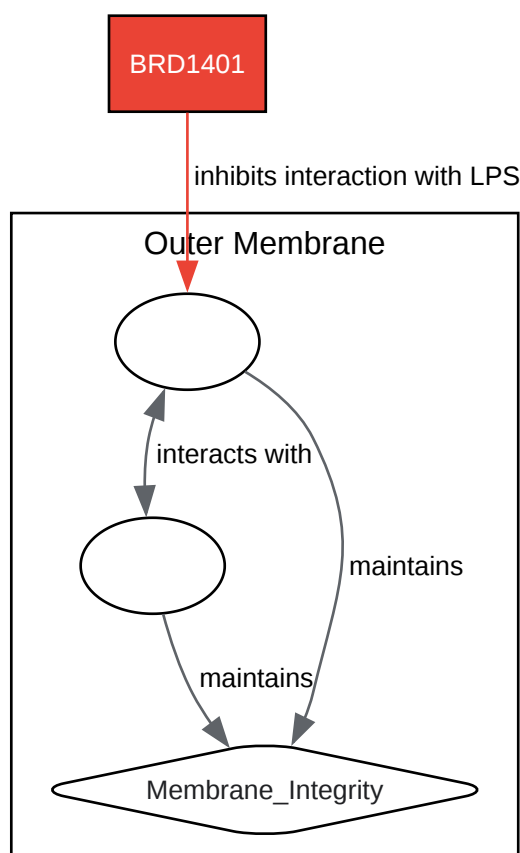 BRD1401
inhibits interaction with LPS
Outer Membrane
interacts with
maintains
maintains
Membrane_Integrity